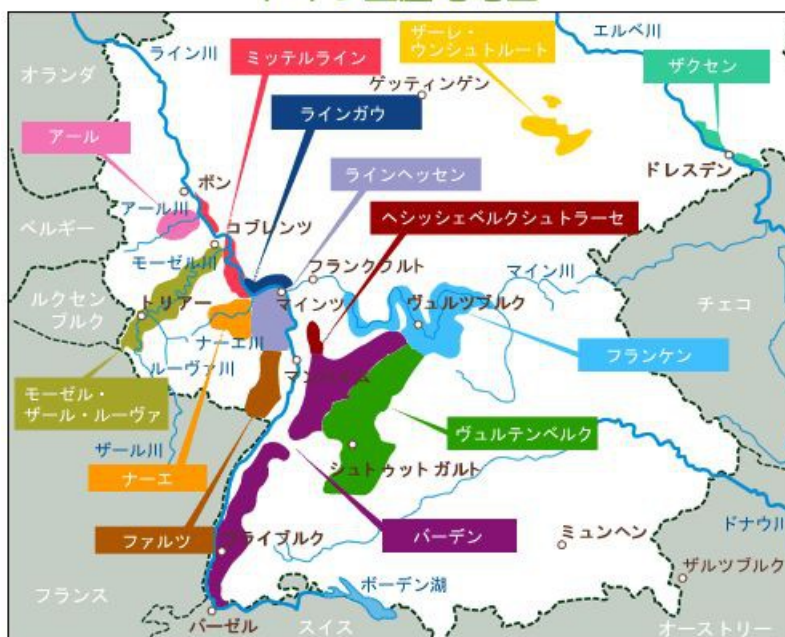 ライン川
ミッテルライン
ザーレ・
ウンシュトルート
エルベ川
オランダ
ゲッティンゲン
ザクセン
ラインガウ
アール
ドレスデン
ボン
ラインヘッセン
アール川
ヘシッシェベルクシュトラーセ
ベルギー
コブレンツ
モーゼル川
フランクフルト
マイン川
ルクセン
ブルク
トリアー
マインツ
ヴュルツブルク
チェコ
ナーエ川
フランケン
ルーヴァ川
マンハイム
モーゼル・
ザール・ルーヴァ
ヴュルテンベルク
ザール川
シュトゥットガルト
ナーエ
ファルツ
フライブルク
バーデン
ミュンヘン
ドナウ川
ザルツブルク
フランス
ボーデン湖
バーゼル
スイス
オーストリー